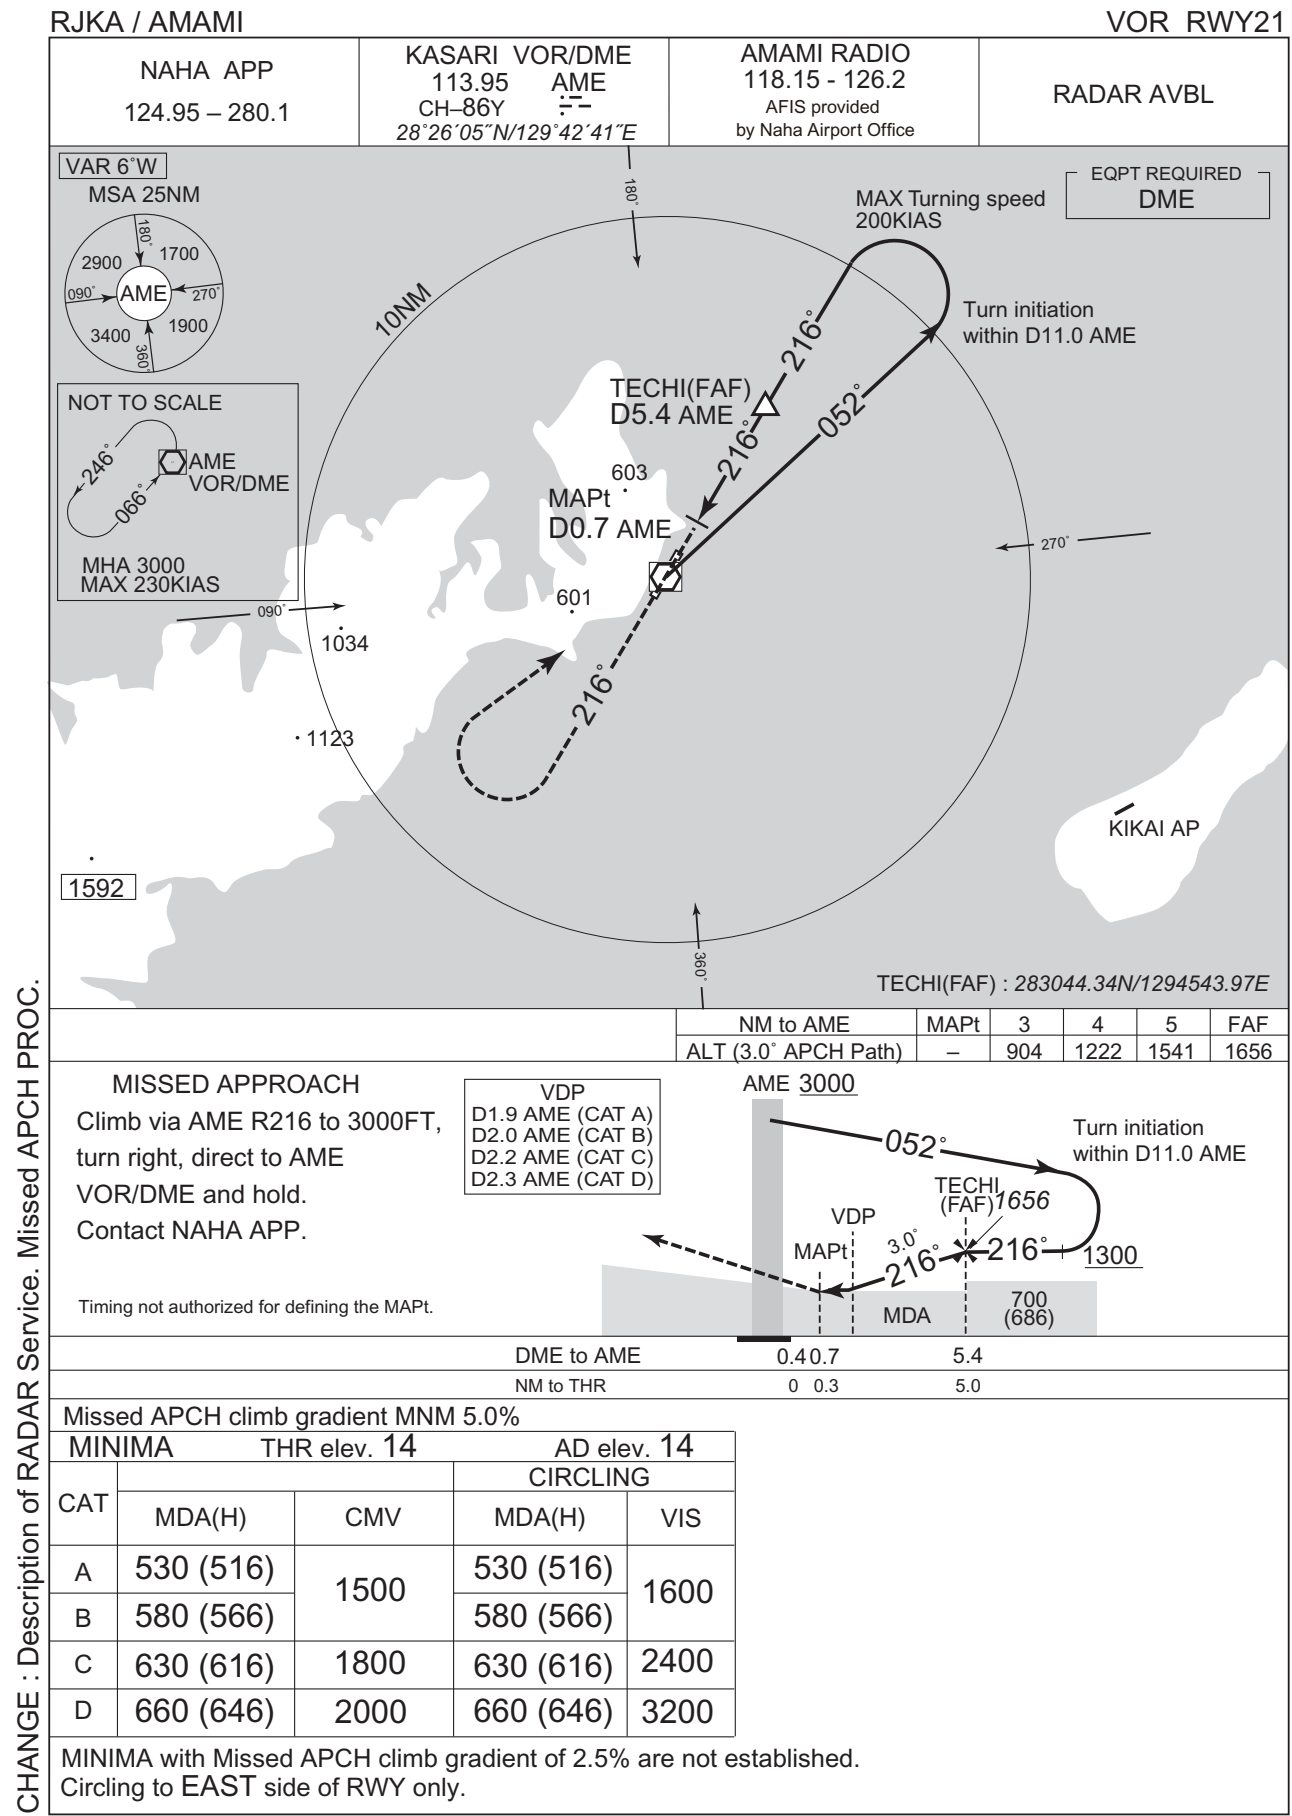 RJKA / AMAMI
VOR RWY21
NAHA APP
124.95 – 280.1
KASARI VOR/DME
113.95 AME
CH–86Y
28°26´05˝N/129°42´41˝E
AMAMI RADIO
118.15 - 126.2
AFIS provided
by Naha Airport Office
RADAR AVBL
VAR 6°W
MSA 25NM
180°
2900
1700
090°
AME
270°
3400
1900
360°
EQPT REQUIRED
DME
180°
MAX Turning speed
200KIAS
10NM
Turn initiation
within D11.0 AME
216°
TECHI(FAF)
D5.4 AME
052°
216°
NOT TO SCALE
246°
AME
VOR/DME
066°
MHA 3000
MAX 230KIAS
603
MAPt
D0.7 AME
270°
090°
601
1034
216°
1123
KIKAI AP
1592
360°
TECHI(FAF) : 283044.34N/1294543.97E
NM to AME MAPt 3 4 5 FAF
ALT (3.0° APCH Path) – 904 1222 1541 1656
MISSED APPROACH
Climb via AME R216 to 3000FT,
turn right, direct to AME
VOR/DME and hold.
Contact NAHA APP.
Timing not authorized for defining the MAPt.
VDP
D1.9 AME (CAT A)
D2.0 AME (CAT B)
D2.2 AME (CAT C)
D2.3 AME (CAT D)
AME 3000
052°
Turn initiation
within D11.0 AME
TECHI
(FAF)
1656
VDP
MAPt
3.0°
216°
216°
1300
MDA
700
(686)
DME to AME 0.4 0.7 5.4
NM to THR 0 0.3 5.0
Missed APCH climb gradient MNM 5.0%
MINIMA THR elev. 14 AD elev. 14
CAT
CIRCLING
MDA(H) CMV MDA(H) VIS
A 530 (516) 1500 530 (516) 1600
B 580 (566) 580 (566)
C 630 (616) 1800 630 (616) 2400
D 660 (646) 2000 660 (646) 3200
MINIMA with Missed APCH climb gradient of 2.5% are not established.
Circling to EAST side of RWY only.
CHANGE : Description of RADAR Service. Missed APCH PROC.